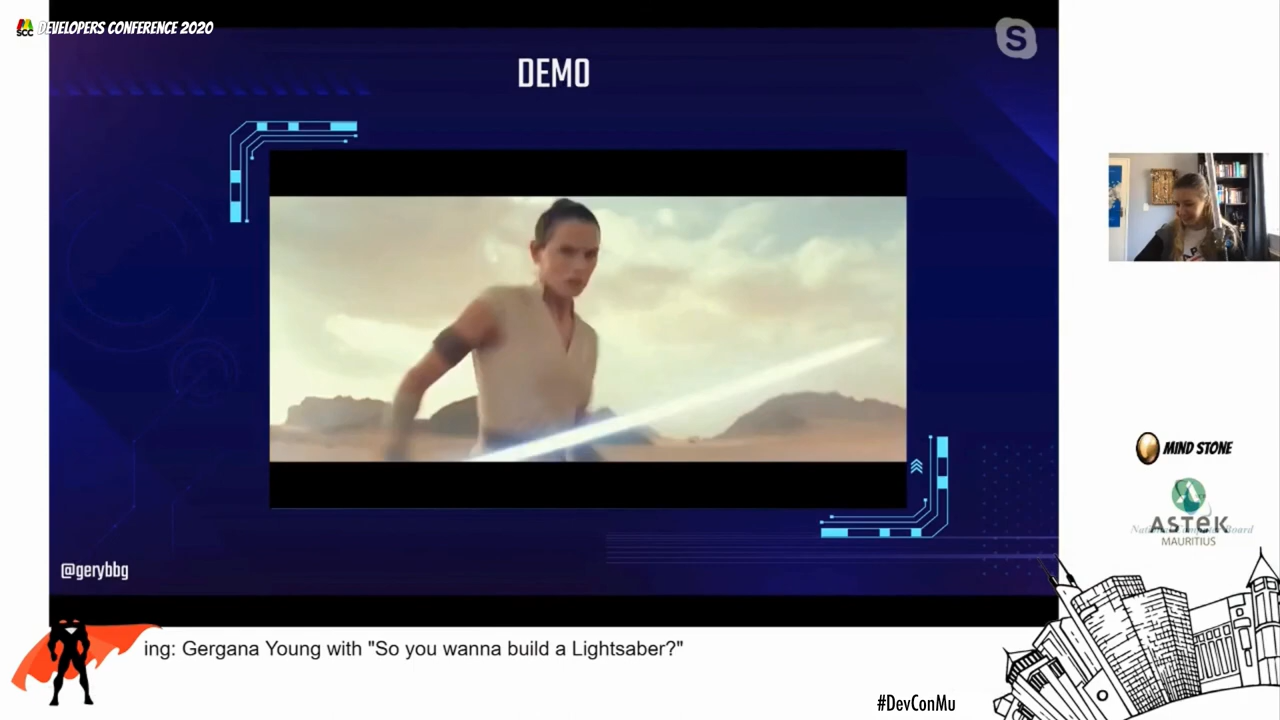 SCC DEVELOPERS CONFERENCE 2020
S
DEMO
MIND STONE
ASTEK
MAURITIUS
@gerybbg
ing: Gergana Young with "So you wanna build a Lightsaber?"
#DevConMu